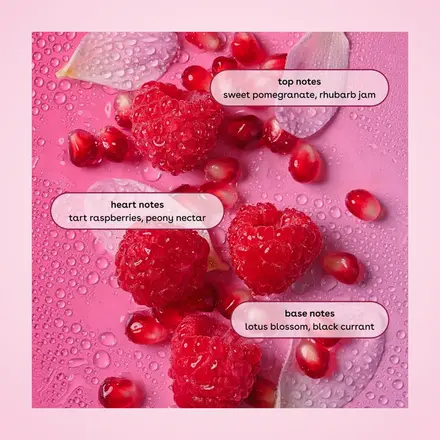 top notes
sweet pomegranate, rhubarb jam
heart notes
tart raspberries, peony nectar
base notes
lotus blossom, black currant